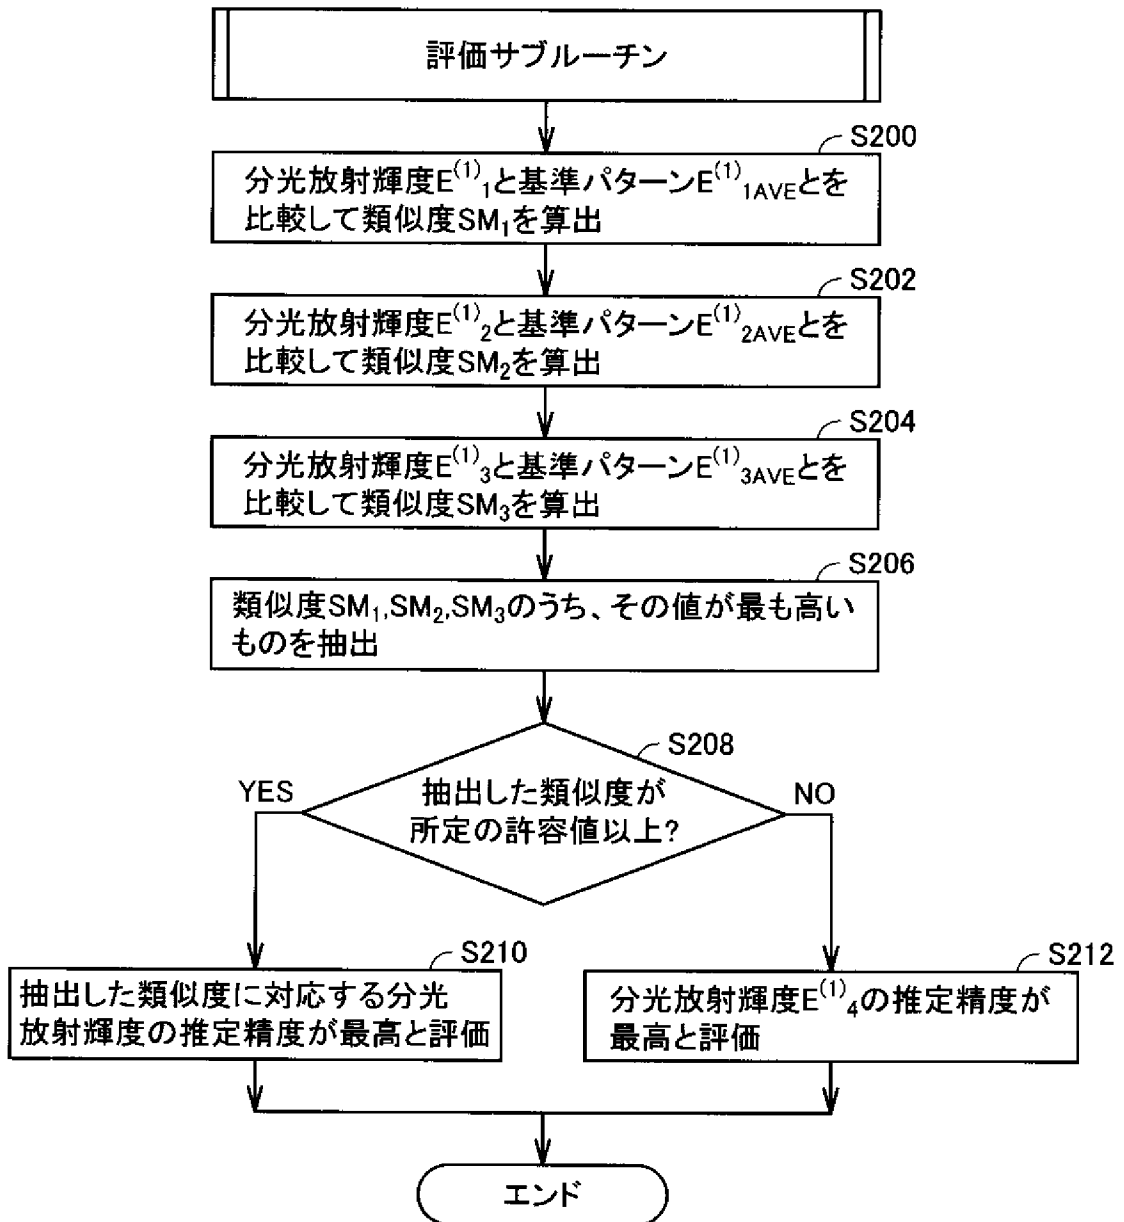 評価サブルーチン
S200
分光放射輝度E⁽¹⁾₁と基準パターンE⁽¹⁾₁AVEとを
比較して類似度SM₁を算出
S202
分光放射輝度E⁽¹⁾₂と基準パターンE⁽¹⁾₂AVEとを
比較して類似度SM₂を算出
S204
分光放射輝度E⁽¹⁾₃と基準パターンE⁽¹⁾₃AVEとを
比較して類似度SM₃を算出
S206
類似度SM₁,SM₂,SM₃のうち、その値が最も高い
ものを抽出
S208
抽出した類似度が
所定の許容値以上?
YES
NO
S210
抽出した類似度に対応する分光
放射輝度の推定精度が最高と評価
S212
分光放射輝度E⁽¹⁾₄の推定精度が
最高と評価
エンド